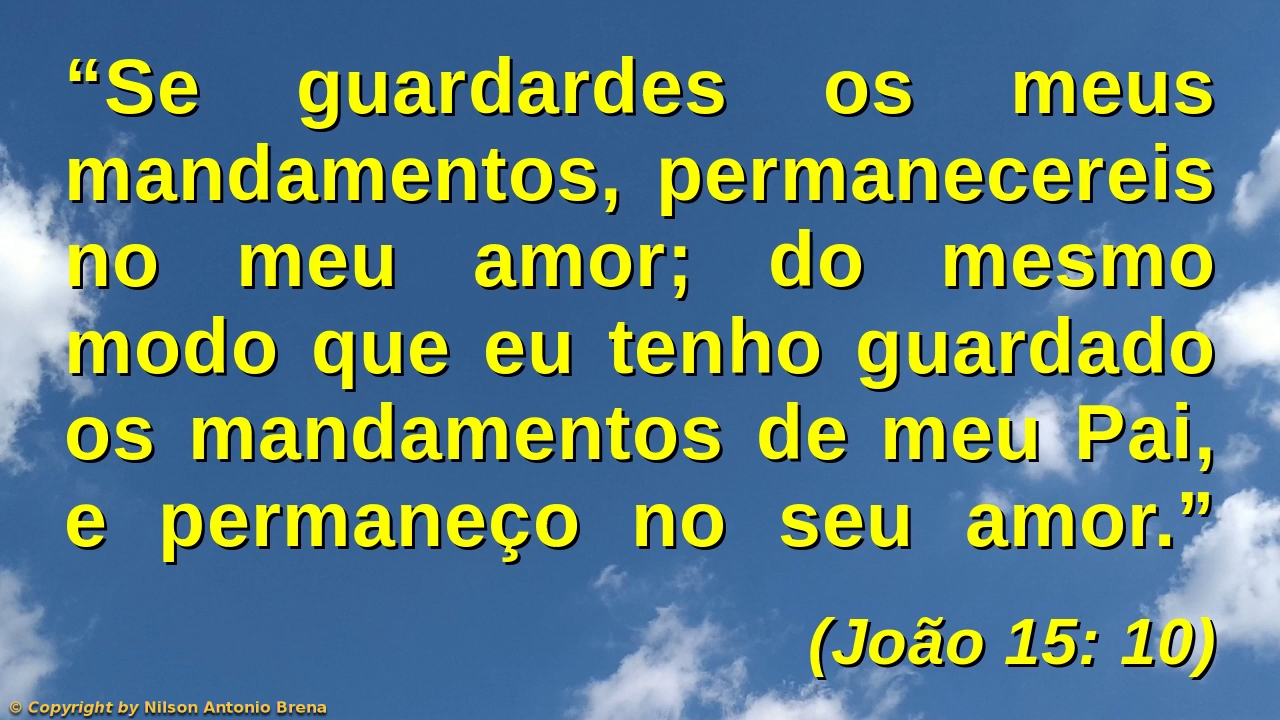 “Se guardardes os meus
mandamentos, permanecereis
no meu amor; do mesmo
modo que eu tenho guardado
os mandamentos de meu Pai,
e permaneço no seu amor.”
(João 15: 10)
© Copyright by Nilson Antonio Brena